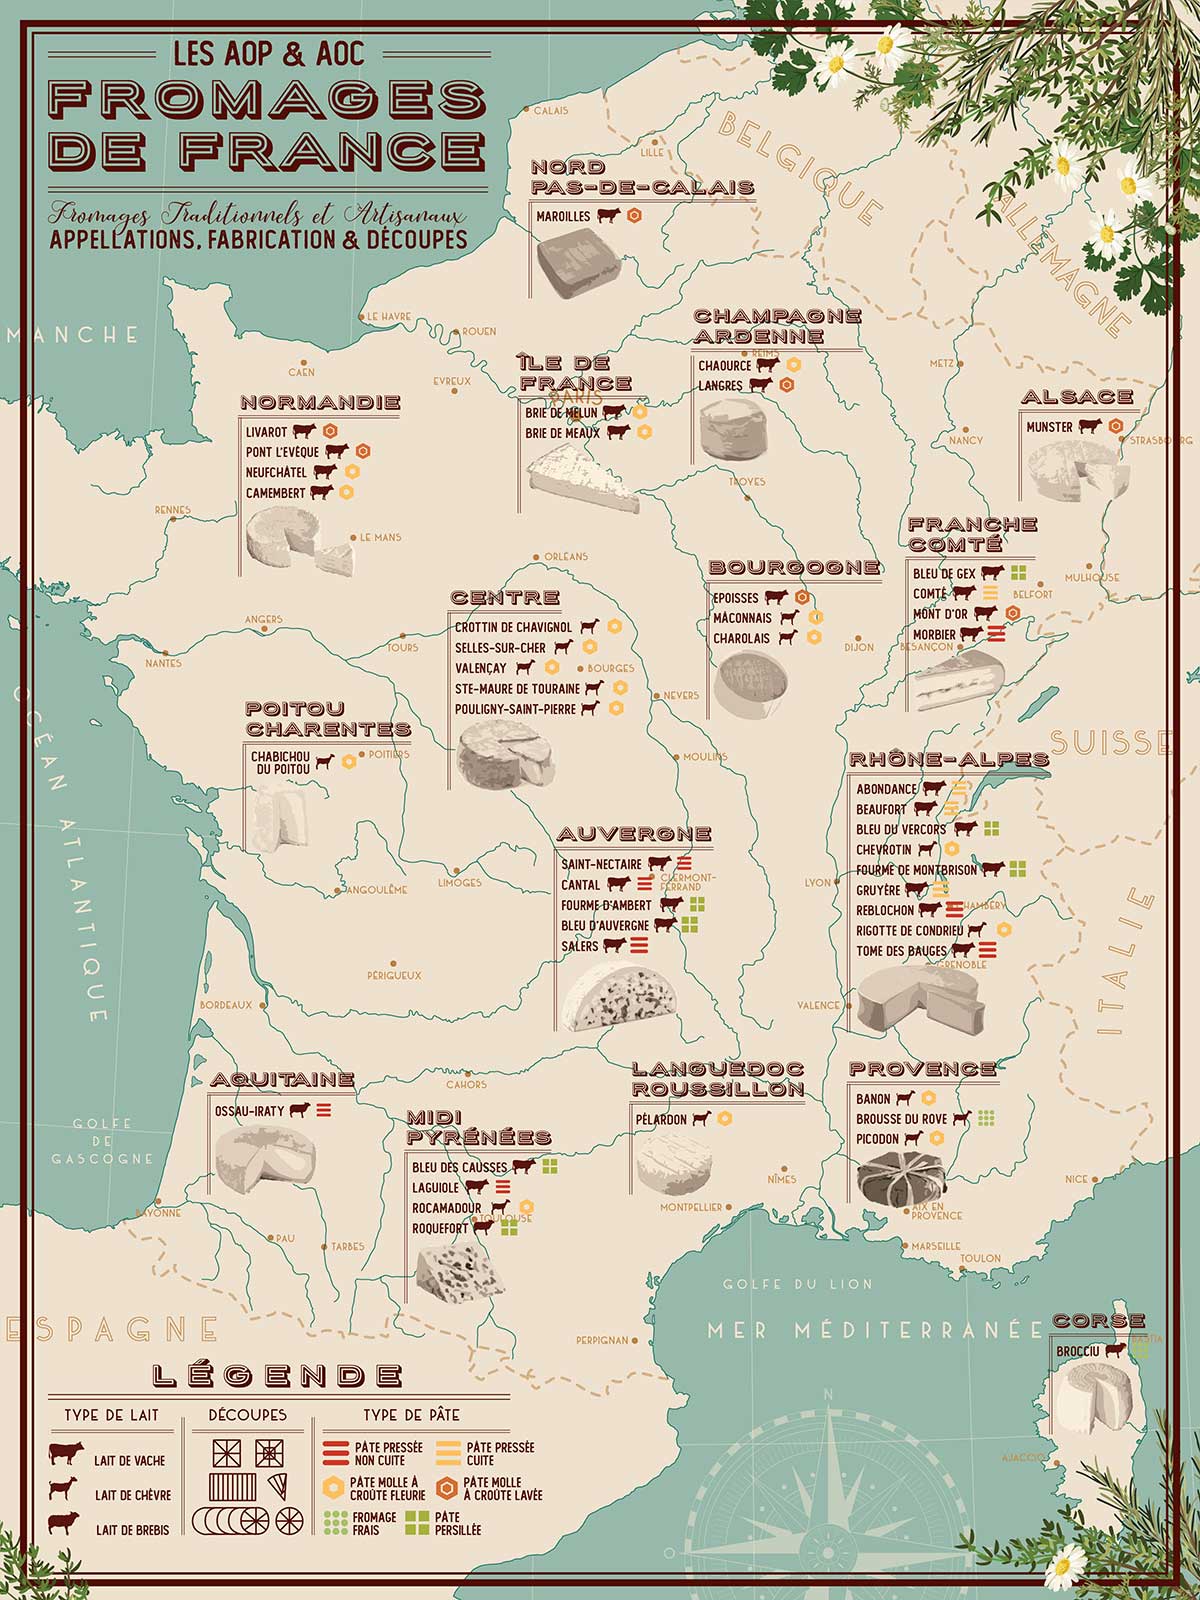 LES AOP & AOC
FROMAGES
DE FRANCE
Fromages Traditionnels et Artisanaux
APPELLATIONS, FABRICATION & DÉCOUPES
CALAIS
LILLE
BELGIQUE
ALLEMAGNE
NORD
PAS-DE-CALAIS
MAROILLES
MANCHE
LE HAVRE
ROUEN
CAEN
EVREUX
CHAMPAGNE
ARDENNE
REIMS
CHAOURCE
LANGRES
METZ
ÎLE DE
FRANCE
PARIS
BRIE DE MELUN
BRIE DE MEAUX
NORMANDIE
LIVAROT
PONT L'EVÊQUE
NEUFCHÂTEL
CAMEMBERT
ALSACE
MUNSTER
STRASBOURG
NANCY
TROYES
RENNES
LE MANS
ORLÉANS
FRANCHE
COMTÉ
BLEU DE GEX
COMTÉ
MONT D'OR
MORBIER
MULHOUSE
BELFORT
BESANÇON
BOURGOGNE
EPOISSES
MÂCONNAIS
CHAROLAIS
DIJON
CENTRE
CROTTIN DE CHAVIGNOL
SELLES-SUR-CHER
VALENÇAY
STE-MAURE DE TOURAINE
POULIGNY-SAINT-PIERRE
BOURGES
NEVERS
ANGERS
TOURS
NANTES
OCÉAN ATLANTIQUE
POITOU
CHARENTES
CHABICHOU
DU POITOU
POITIERS
MOULINS
SUISSE
RHÔNE-ALPES
ABONDANCE
BEAUFORT
BLEU DU VERCORS
CHEVROTIN
FOURME DE MONTBRISON
GRUYÈRE
REBLOCHON
RIGOTTE DE CONDRIEU
TOME DES BAUGES
LYON
CHAMBERY
GRENOBLE
VALENCE
ITALIE
AUVERGNE
SAINT-NECTAIRE
CANTAL
FOURME D'AMBERT
BLEU D'AUVERGNE
SALERS
CLERMONT-
FERRAND
ANGOULÊME
LIMOGES
PÉRIGUEUX
BORDEAUX
AQUITAINE
OSSAU-IRATY
CAHORS
GOLFE
DE
GASCOGNE
MIDI
PYRÉNÉES
BLEU DES CAUSSES
LAGUIOLE
ROCAMADOUR
ROQUEFORT
TOULOUSE
LANGUEDOC
ROUSSILLON
PÉLARDON
PROVENCE
BANON
BROUSSE DU ROVE
PICODON
NÎMES
MONTPELLIER
NICE
AIX EN
PROVENCE
MARSEILLE
TOULON
BAYONNE
PAU
TARBES
GOLFE DU LION
ESPAGNE
PERPIGNAN
MER MÉDITERRANÉE
CORSE
BASTIA
BROCCIU
AJACCIO
N
O
LÉGENDE
TYPE DE LAIT
LAIT DE VACHE
LAIT DE CHÈVRE
LAIT DE BREBIS
DÉCOUPES
TYPE DE PÂTE
PÂTE PRESSÉE
NON CUITE
PÂTE PRESSÉE
CUITE
PÂTE MOLLE À
CROÛTE FLEURIE
PÂTE MOLLE
À CROÛTE LAVÉE
FROMAGE
FRAIS
PÂTE
PERSILLÉE